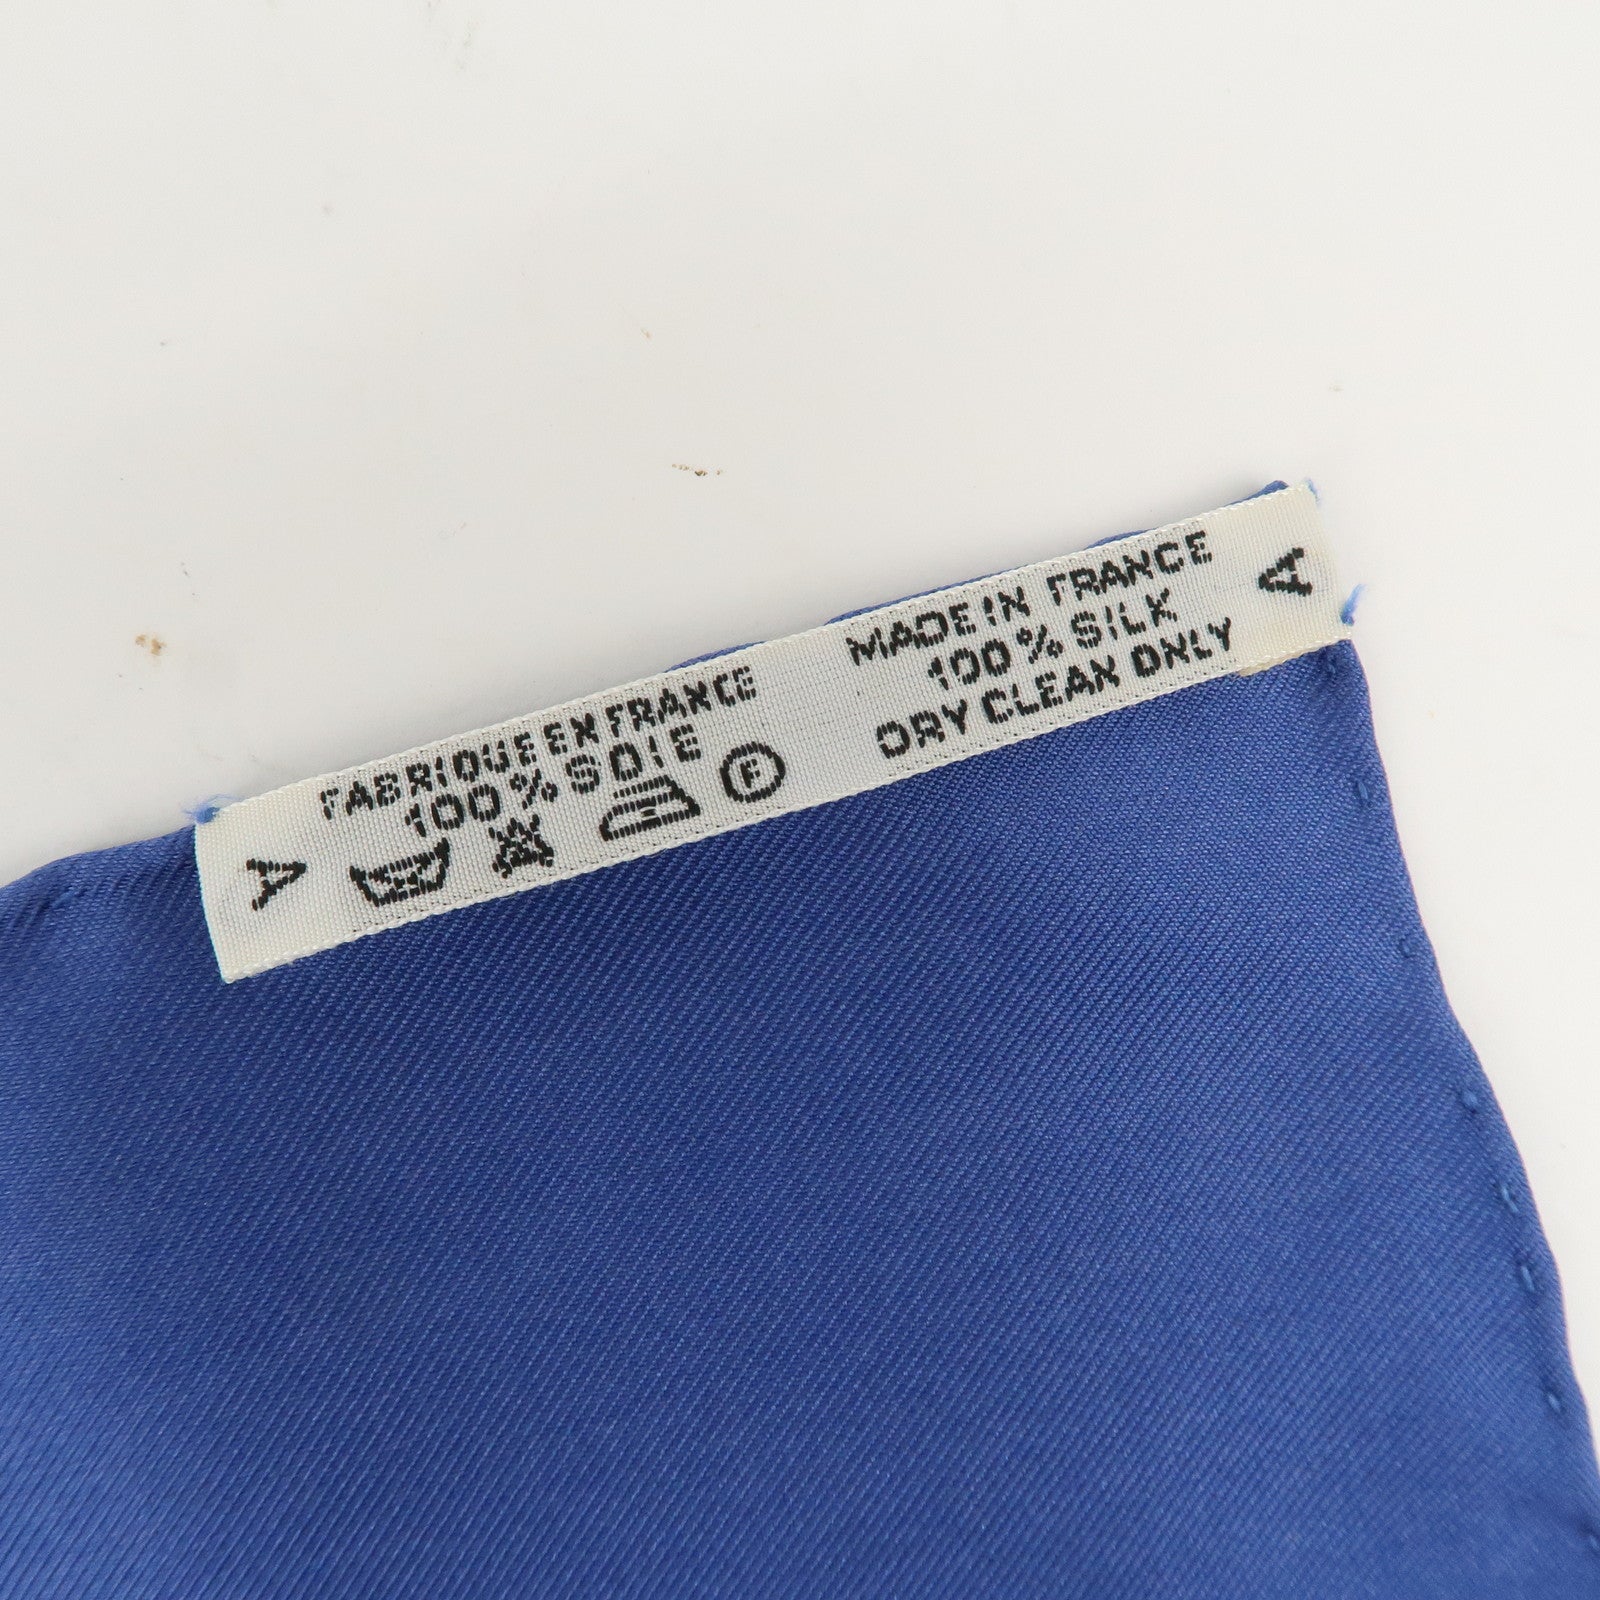 A
FABRIQUE EN FRANCE
100% SOIE
F
MADE IN FRANCE
100% SILK
DRY CLEAN ONLY
A